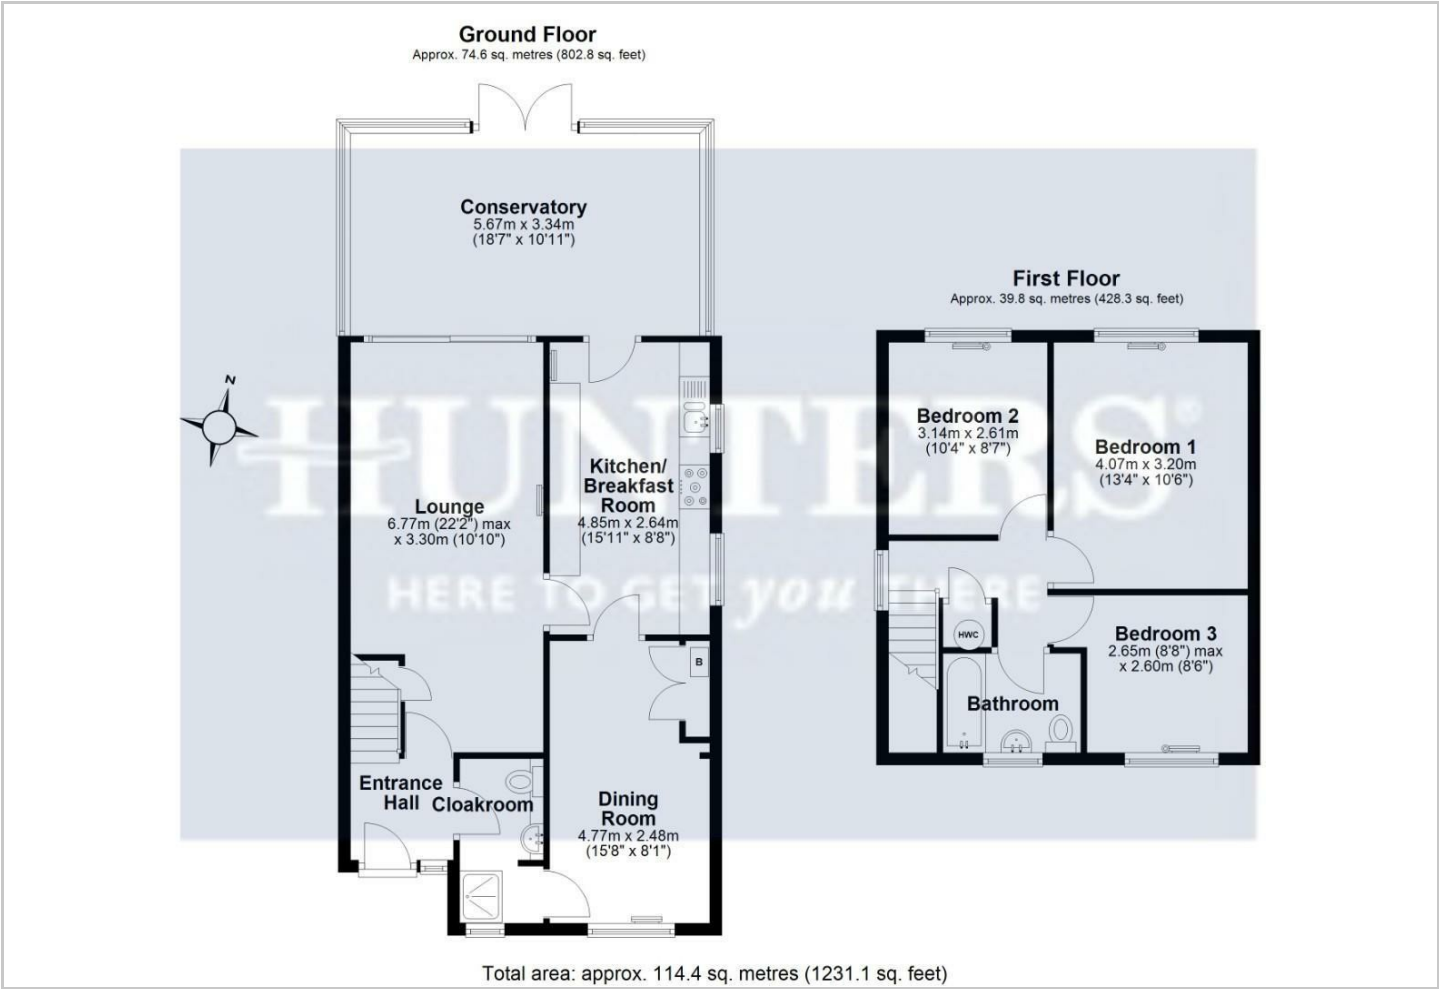 Ground Floor
Approx. 74.6 sq. metres (802.8 sq. feet)
Conservatory
5.67m x 3.34m
(18'7" x 10'11")
First Floor
Approx. 39.8 sq. metres (428.3 sq. feet)
N
HUNTERS®
HERE TO GET you THERE
Kitchen/
Breakfast
Room
4.85m x 2.64m
(15'11" x 8'8")
Lounge
6.77m (22'2") max
x 3.30m (10'10")
Bedroom 2
3.14m x 2.61m
(10'4" x 8'7")
Bedroom 1
4.07m x 3.20m
(13'4" x 10'6")
HWC
Bedroom 3
2.65m (8'8") max
x 2.60m (8'6")
B
Bathroom
Entrance
Hall
Cloakroom
Dining
Room
4.77m x 2.48m
(15'8" x 8'1")
Total area: approx. 114.4 sq. metres (1231.1 sq. feet)